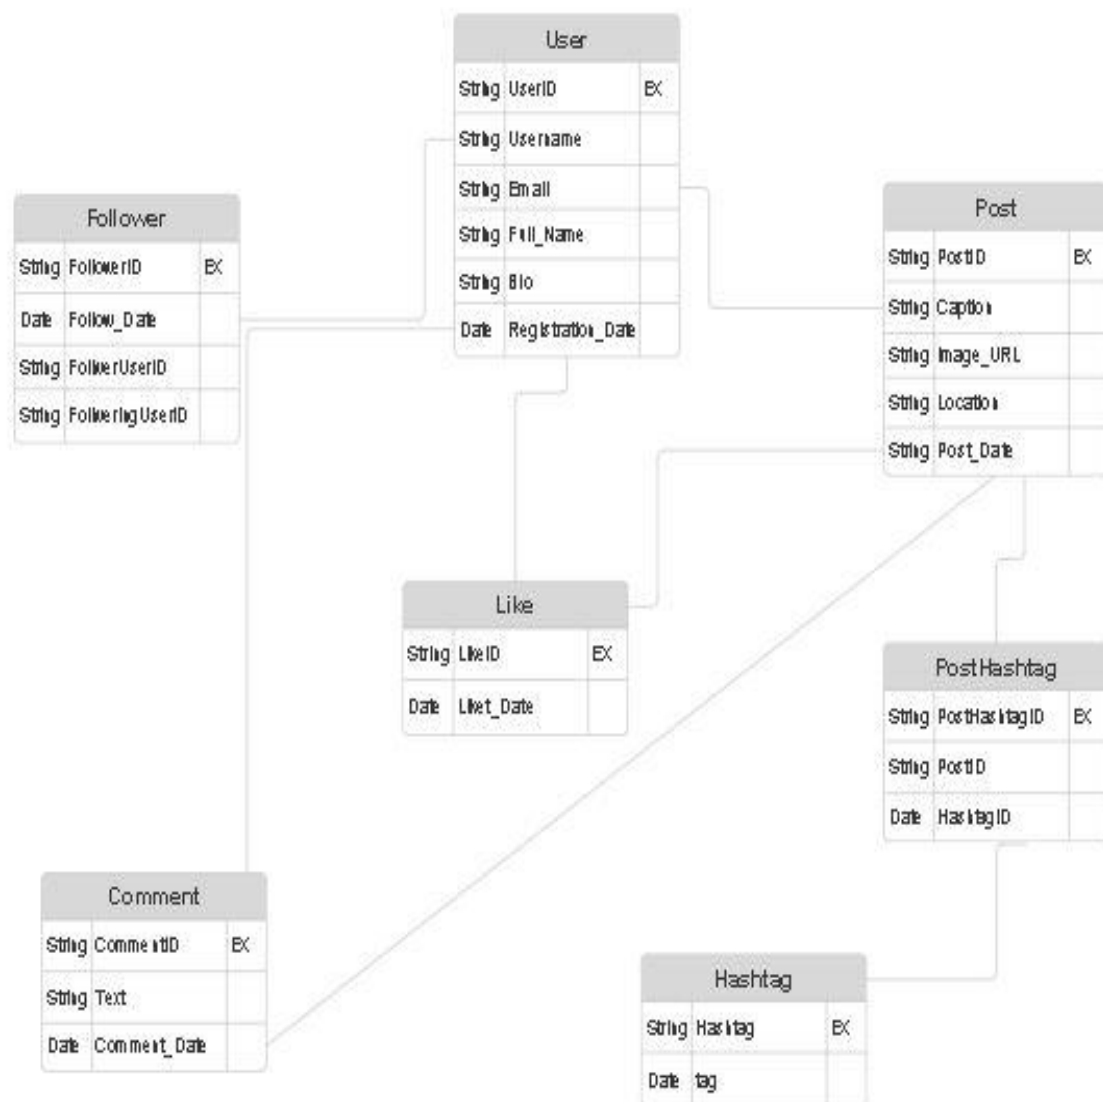 User
String UserID EX
String Username
String Email
String Full_Name
String Bio
Date Registration_Date
Follower
String FollowerID EX
Date Follow_Date
String FollwerUserID
String FollweringUserID
Post
String PostID EX
String Caption
String Image_URL
String Location
String Post_Date
Like
String LikeID EX
Date Liket_Date
PostHashtag
String PostHashtagID EX
String PostID
Date HashtagID
Comment
String CommentID EX
String Text
Date Comment_Date
Hashtag
String Hashtag EX
Date tag